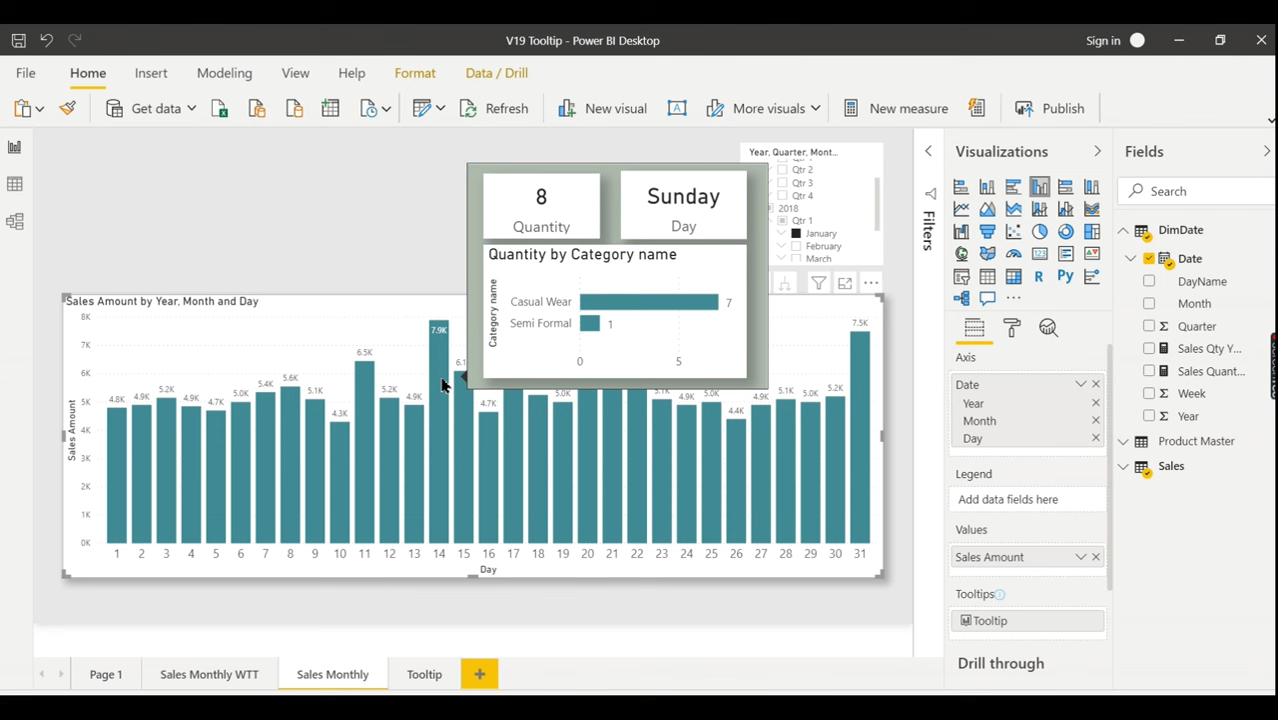 V19 Tooltip - Power BI Desktop
Sign in
File Home Insert Modeling View Help Format Data / Drill
Get data Refresh New visual More visuals New measure Publish
Year, Quarter, Mont...
Qtr 2
Qtr 3
Qtr 4
2018
Qtr 1
January
February
March
8
Quantity
Sunday
Day
Quantity by Category name
Category name
Casual Wear 7
Semi Formal 1
0 5
Sales Amount by Year, Month and Day
Sales Amount
8K
7K
6K
5K
4K
3K
2K
1K
0K
4.8K 4.9K 5.2K 4.9K 4.7K 5.0K 5.4K 5.6K 5.1K 4.3K 6.5K 5.2K 4.9K 7.9K 4.7K 5.0K 5.1K 4.9K 5.0K 4.4K 4.9K 5.1K 5.0K 5.2K 7.5K
1 2 3 4 5 6 7 8 9 10 11 12 13 14 15 16 17 18 19 20 21 22 23 24 25 26 27 28 29 30 31
Day
Filters
Visualizations
R Py
Axis
Date
Year
Month
Day
Legend
Add data fields here
Values
Sales Amount
Tooltips
Tooltip
Drill through
Fields
Search
DimDate
Date
DayName
Month
Σ Quarter
Sales Qty Y...
Sales Quant...
Σ Week
Σ Year
Product Master
Sales
Page 1 Sales Monthly WTT Sales Monthly Tooltip +